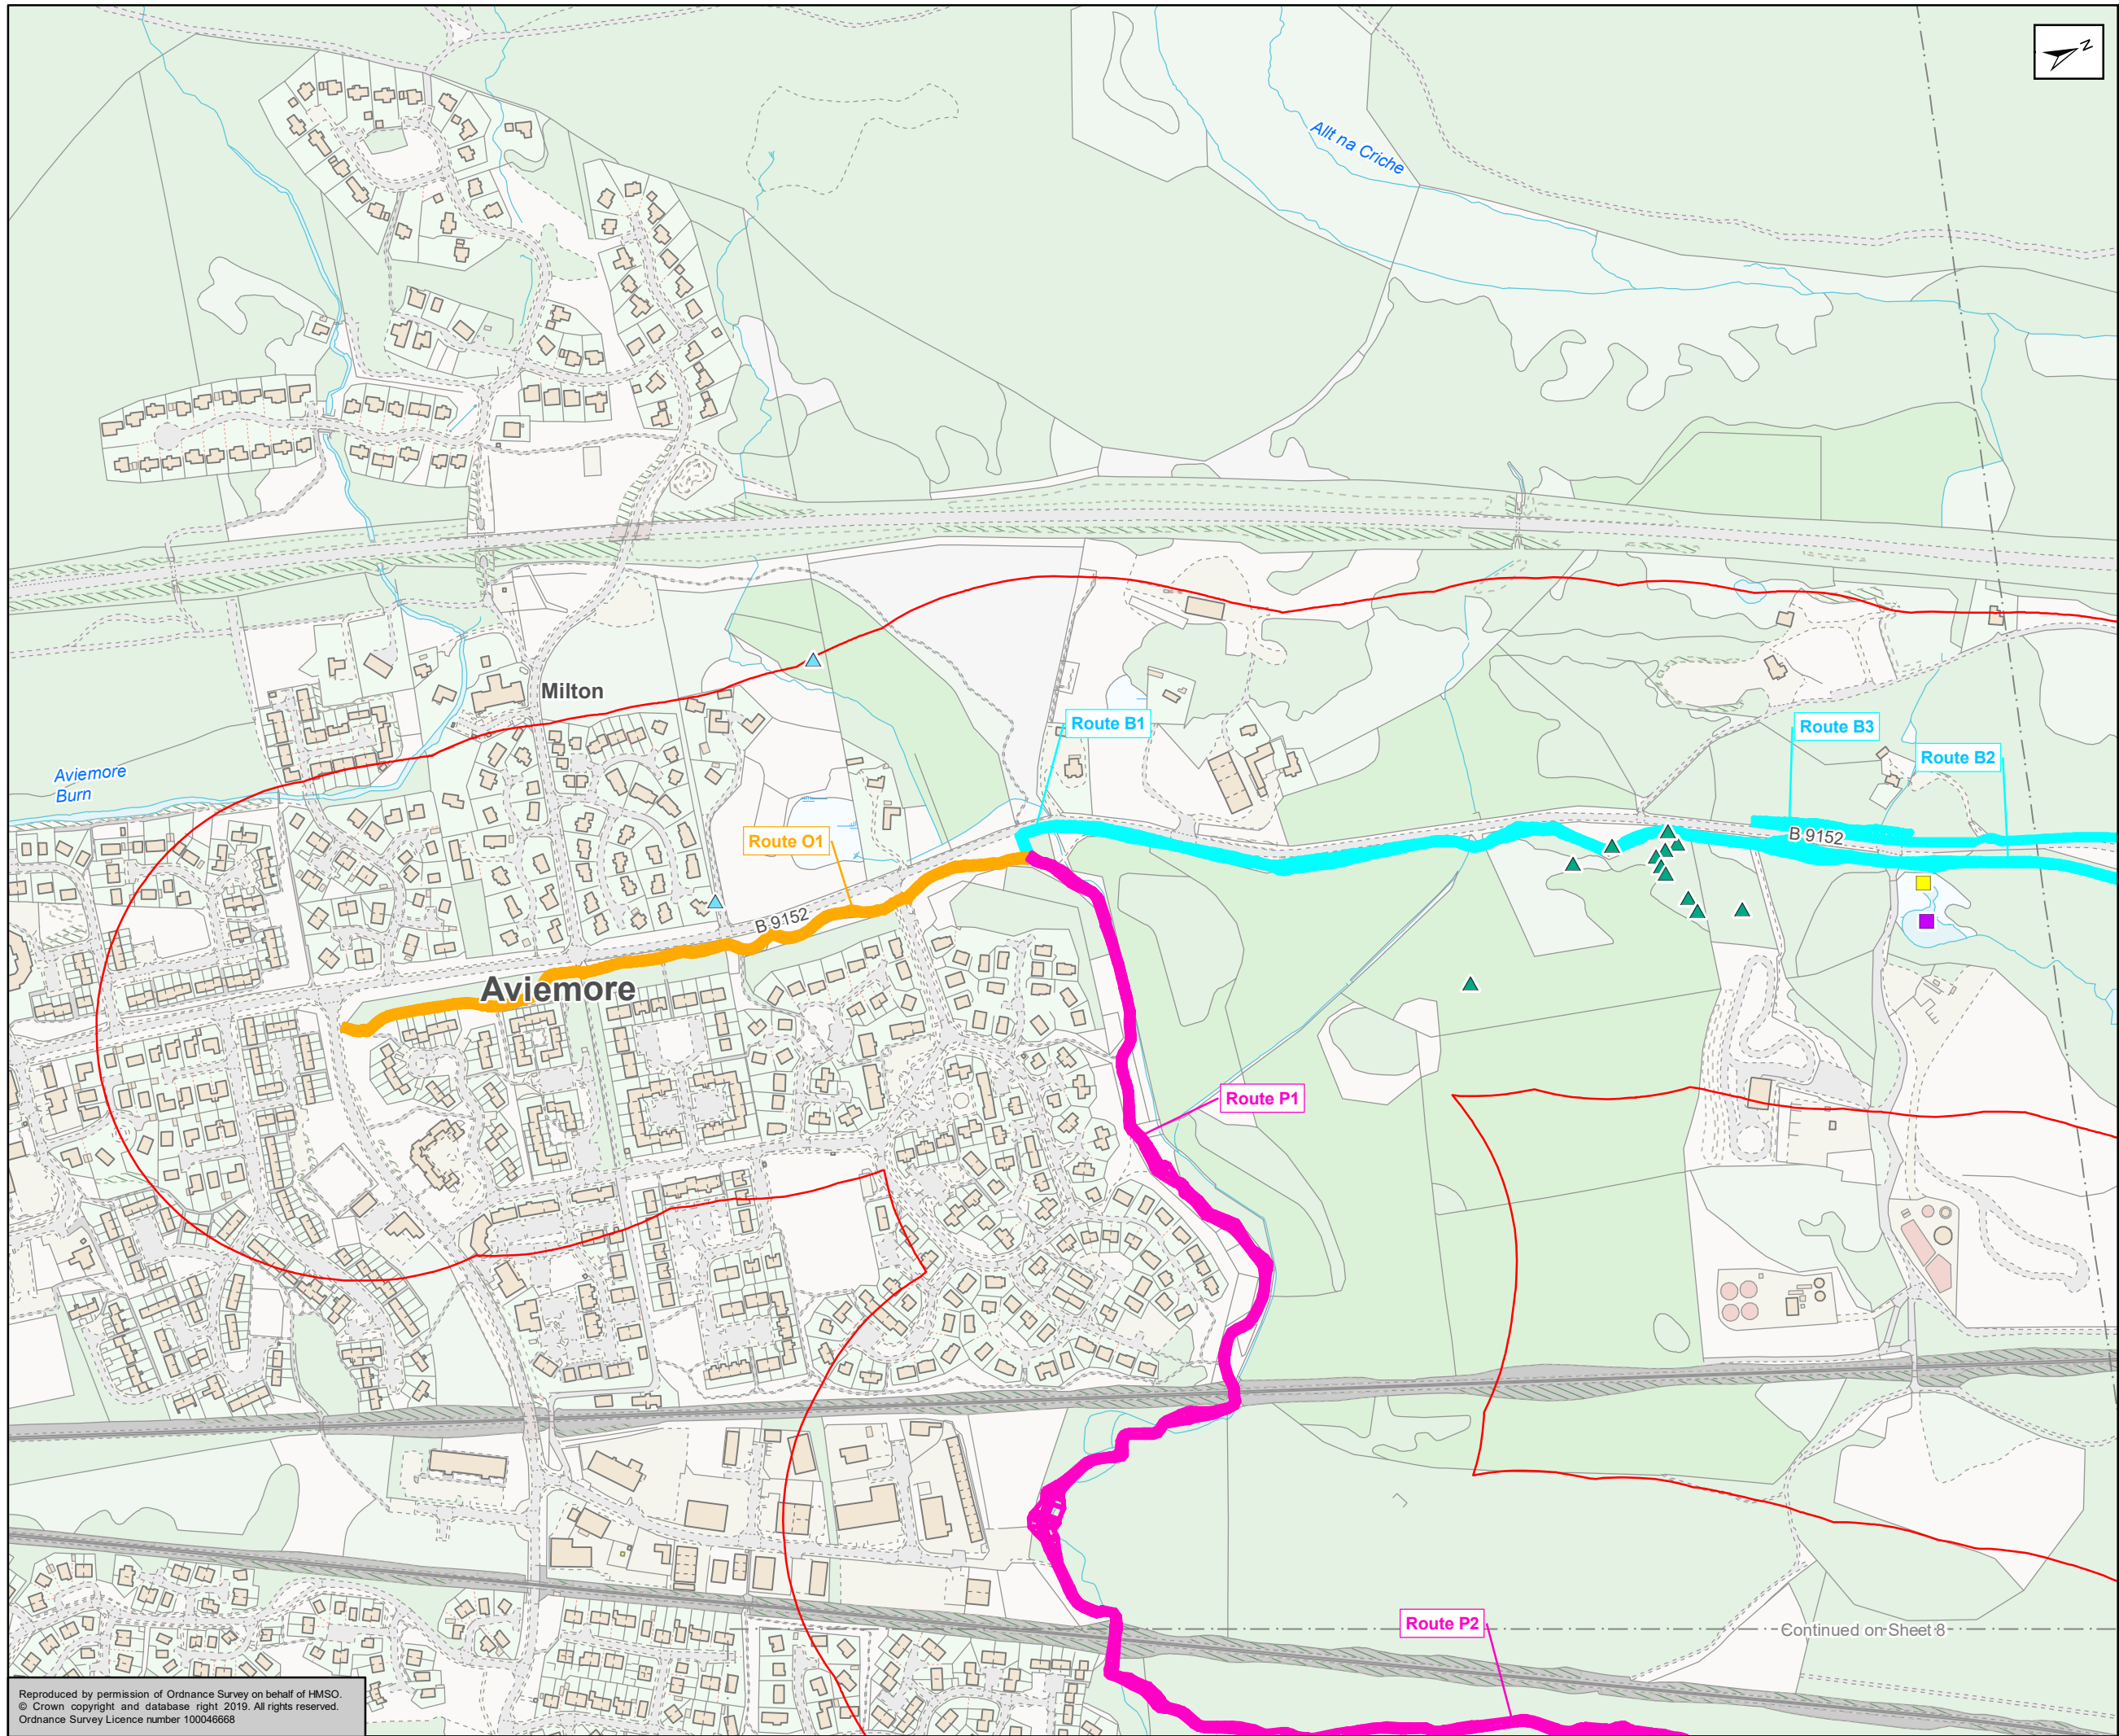 N
Allt na Criche
Milton
Route B1
Route B3
Route B2
Aviemore
Burn
Route O1
B 9152
B 9152
Aviemore
Route P1
Route P2
Continued on Sheet 8
Reproduced by permission of Ordnance Survey on behalf of HMSO.
© Crown copyright and database right 2019. All rights reserved.
Ordnance Survey Licence number 100046668